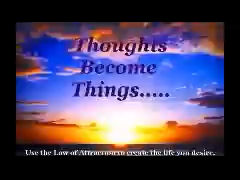 Thoughts
Become
Things.....
Use the Law of Attraction to create the life you desire.